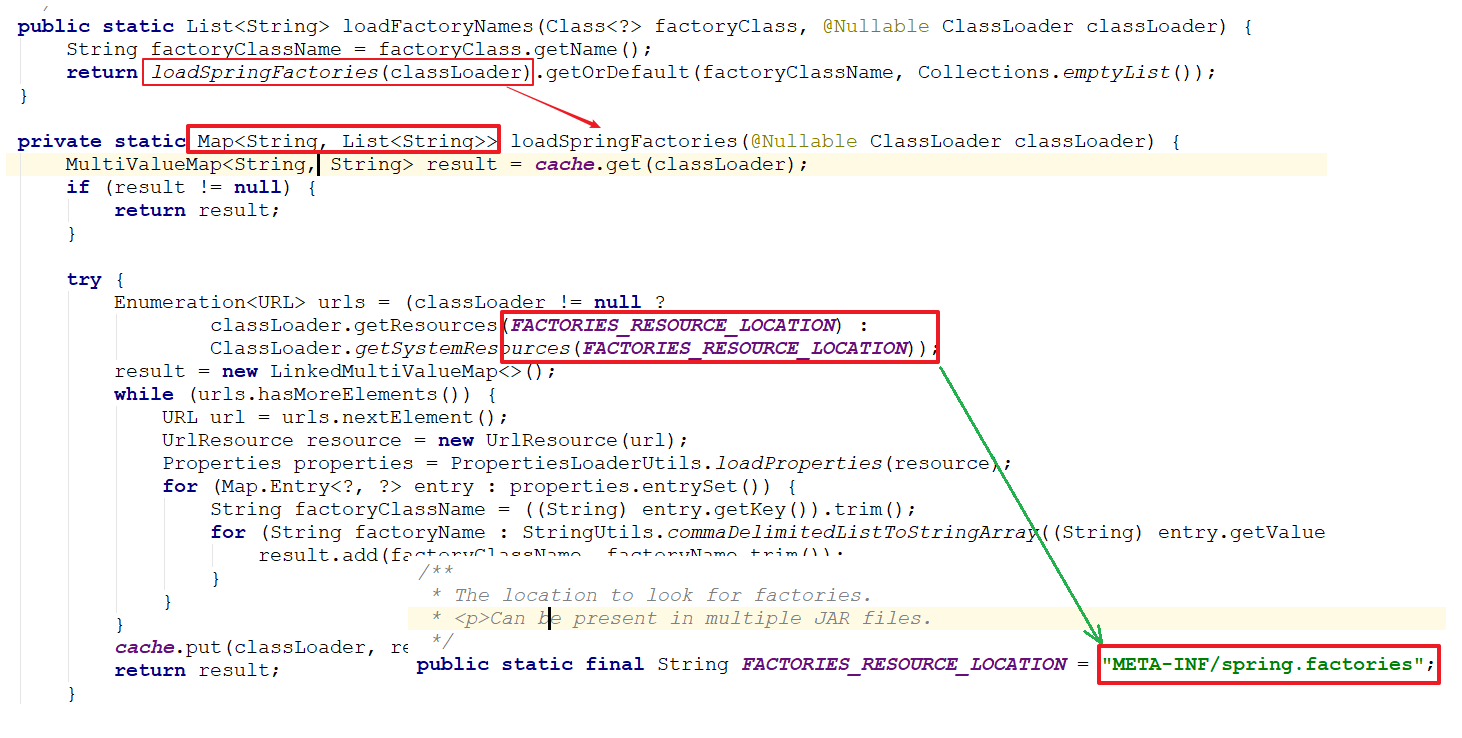 public static List<String> loadFactoryNames(Class<?> factoryClass, @Nullable ClassLoader classLoader) {
    String factoryClassName = factoryClass.getName();
    return loadSpringFactories(classLoader).getOrDefault(factoryClassName, Collections.emptyList());
}
private static Map<String, List<String>> loadSpringFactories(@Nullable ClassLoader classLoader) {
    MultiValueMap<String, String> result = cache.get(classLoader);
    if (result != null) {
        return result;
    }
    try {
        Enumeration<URL> urls = (classLoader != null ?
                classLoader.getResources(FACTORIES_RESOURCE_LOCATION) :
                ClassLoader.getSystemResources(FACTORIES_RESOURCE_LOCATION));
        result = new LinkedMultiValueMap<>();
        while (urls.hasMoreElements()) {
            URL url = urls.nextElement();
            UrlResource resource = new UrlResource(url);
            Properties properties = PropertiesLoaderUtils.loadProperties(resource);
            for (Map.Entry<?, ?> entry : properties.entrySet()) {
                String factoryClassName = ((String) entry.getKey()).trim();
                for (String factoryName : StringUtils.commaDelimitedListToStringArray((String) entry.getValue
                    result.add(factoryClassName, factoryName.trim());
                }
            }
        }
        cache.put(classLoader, re
        return result;
    }
/**
 * The location to look for factories.
 * <p>Can be present in multiple JAR files.
 */
public static final String FACTORIES_RESOURCE_LOCATION = "META-INF/spring.factories";